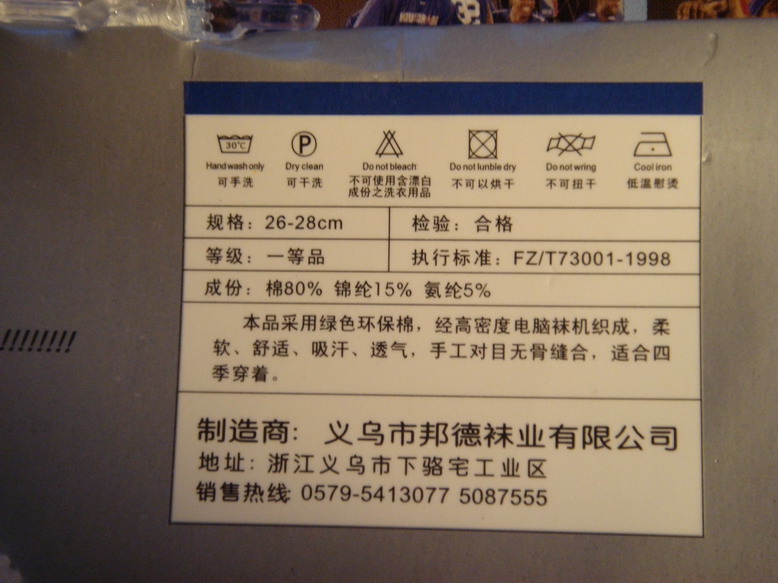 30℃
Hand wash only
可手洗
P
Dry clean
可干洗
Do not bleach
不可使用含漂白
成份之洗衣用品
Do not lunble dry
不可以烘干
Do not wring
不可扭干
Cool iron
低温慰烫
规格：26-28cm
检验：合格
等级：一等品
执行标准：FZ/T73001-1998
成份：棉80% 锦纶15% 氨纶5%
本品采用绿色环保棉，经高密度电脑袜机织成，柔
软、舒适、吸汗、透气，手工对目无骨缝合，适合四
季穿着。
制造商：义乌市邦德袜业有限公司
地址：浙江义乌市下骆宅工业区
销售热线：0579-5413077 5087555